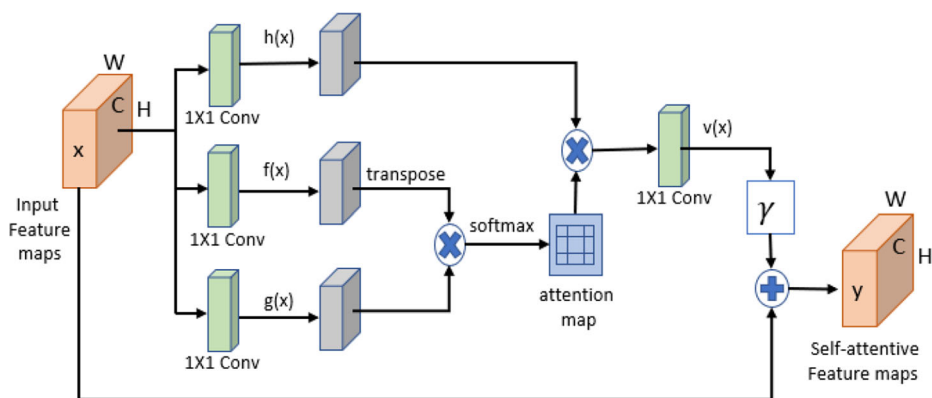 W
C
H
x
Input
Feature
maps
h(x)
1X1 Conv
f(x)
transpose
1X1 Conv
g(x)
1X1 Conv
softmax
attention
map
v(x)
1X1 Conv
γ
W
C
H
y
Self-attentive
Feature maps